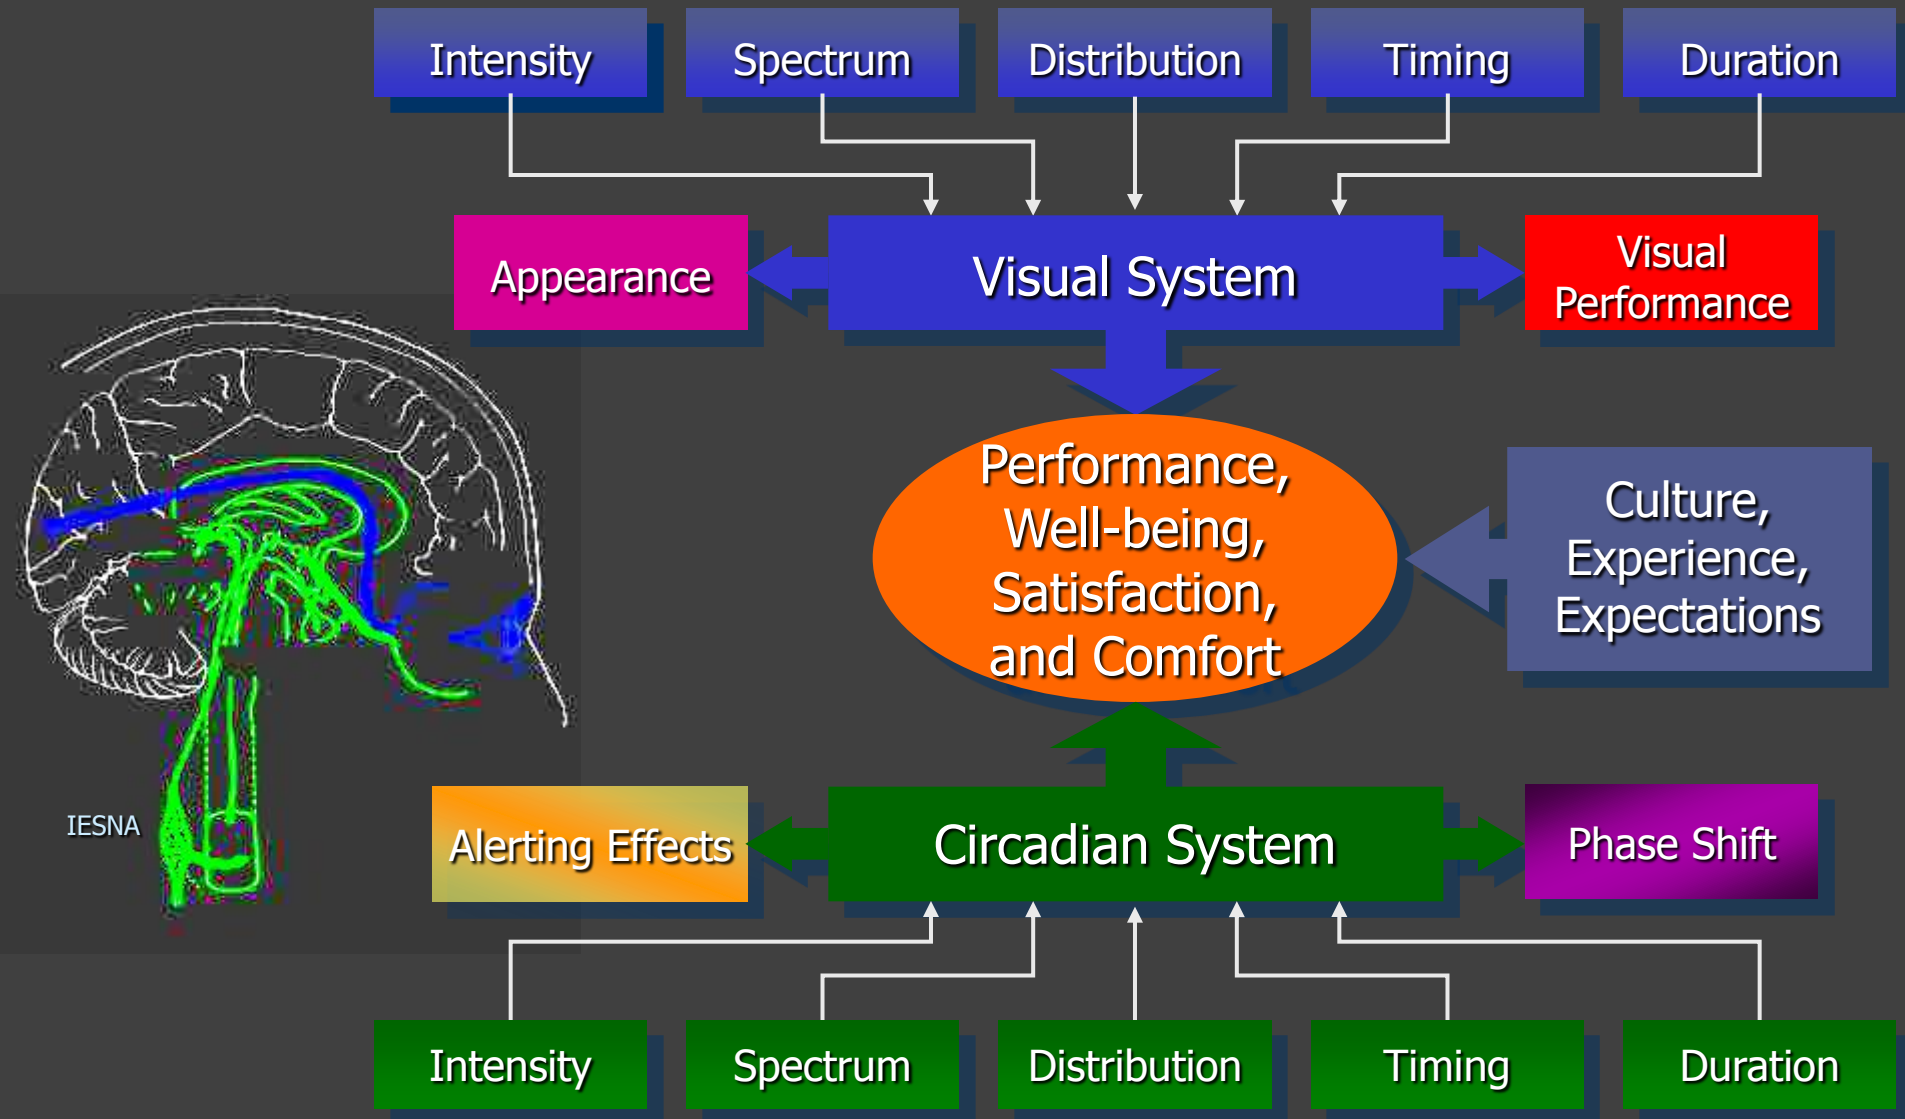 Intensity
Spectrum
Distribution
Timing
Duration
Appearance
Visual System
Visual
Performance
Performance,
Well-being,
Satisfaction,
and Comfort
Culture,
Experience,
Expectations
IESNA
Alerting Effects
Circadian System
Phase Shift
Intensity
Spectrum
Distribution
Timing
Duration